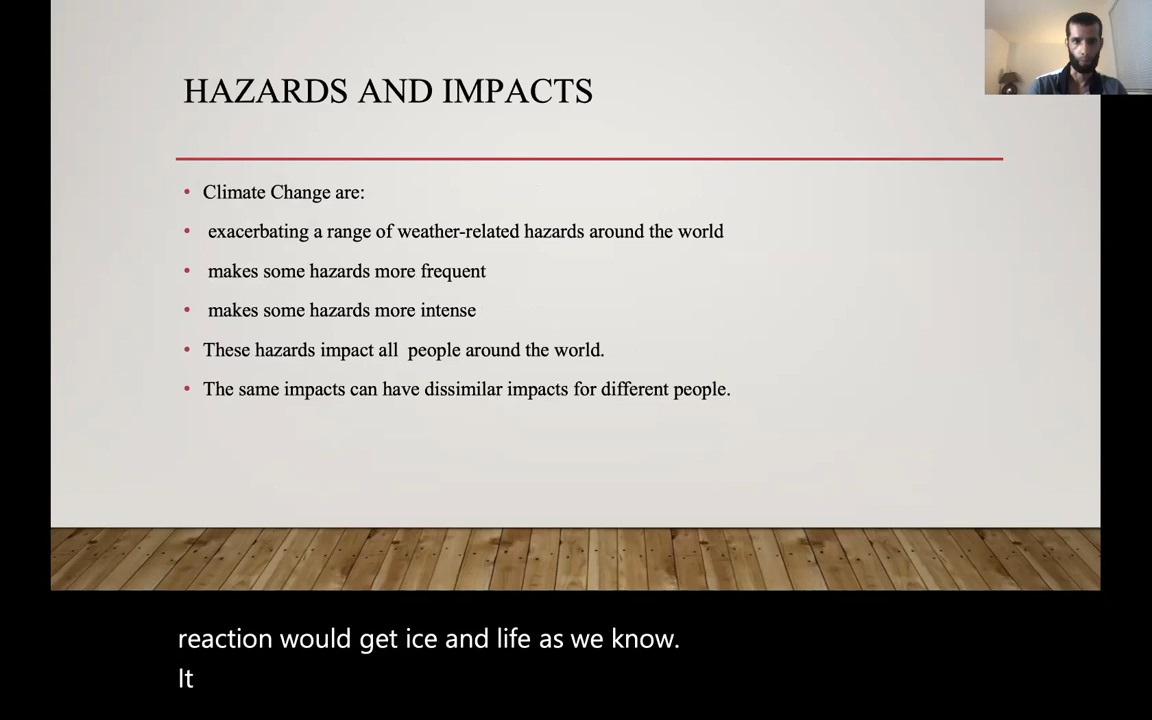 HAZARDS AND IMPACTS
Climate Change are:
exacerbating a range of weather-related hazards around the world
makes some hazards more frequent
makes some hazards more intense
These hazards impact all people around the world.
The same impacts can have dissimilar impacts for different people.
reaction would get ice and life as we know.
It